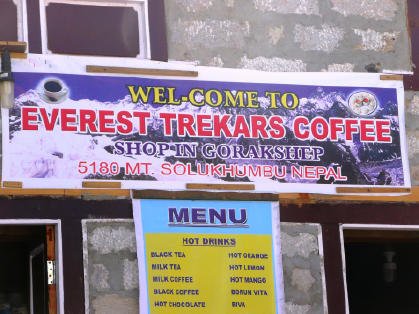 WEL-COME TO
EVEREST TREKARS COFFEE
SHOP IN GORAKSHEP
5180 MT. SOLUKHUMBU NEPAL
MENU
HOT DRINKS
BLACK TEA HOT ORANGE
MILK TEA HOT LEMON
MILK COFFEE HOT MANGO
BLACK COFFEE BORUN VITA
HOT CHOCOLATE RIVA